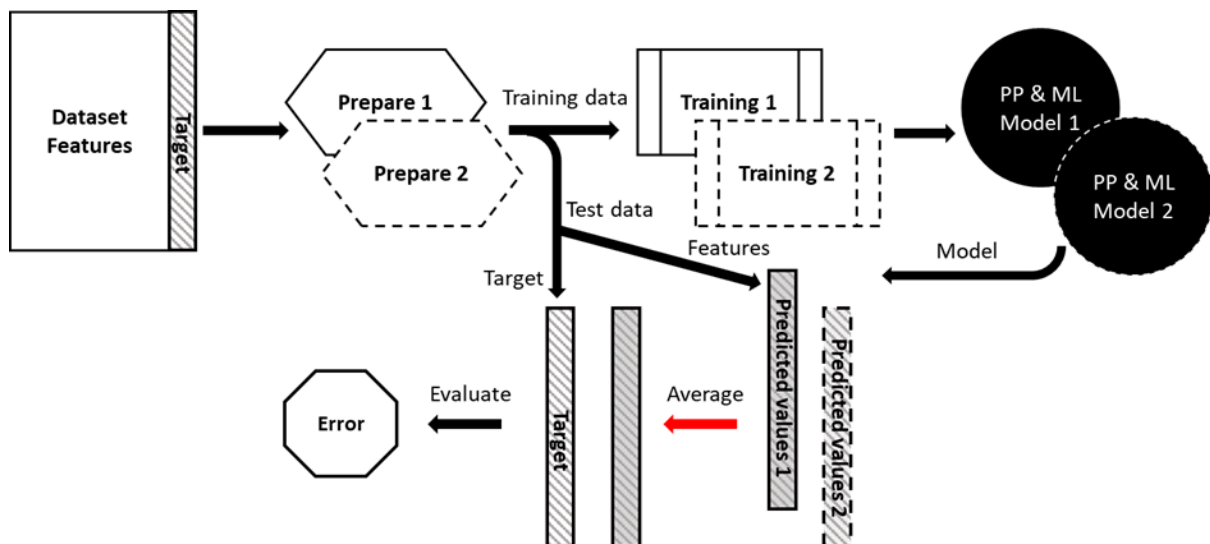 Dataset
Features
Target
Prepare 1
Prepare 2
Training data
Test data
Features
Target
Training 1
Training 2
PP & ML
Model 1
PP & ML
Model 2
Model
Predicted values 1
Predicted values 2
Average
Target
Evaluate
Error